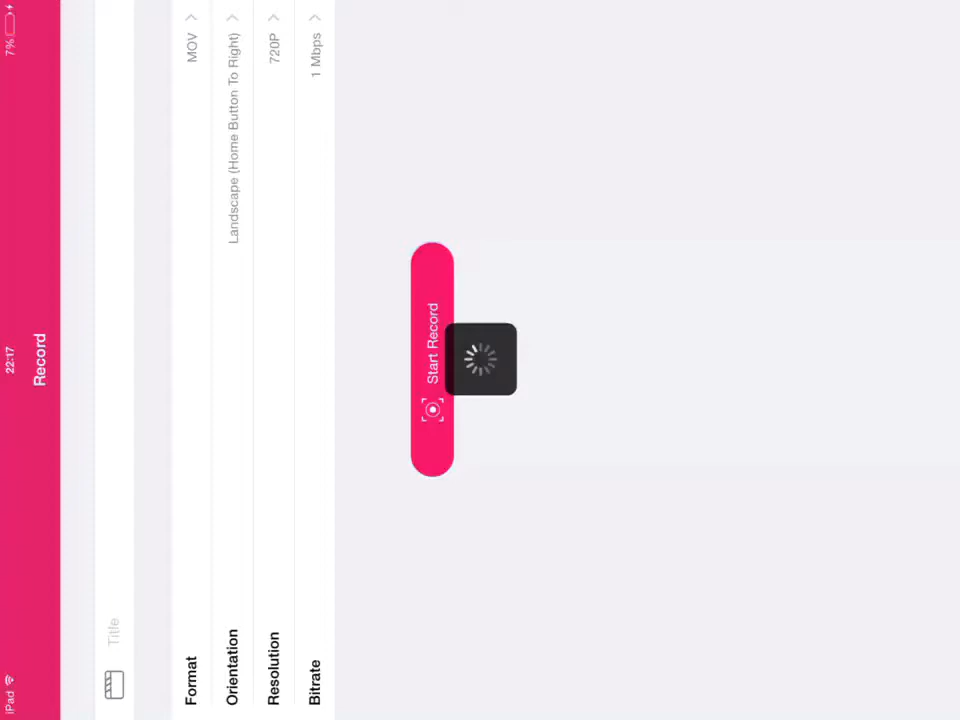 iPad 22:17 7%
Record
Title
Format MOV
Orientation Landscape (Home Button To Right)
Resolution 720P
Bitrate 1 Mbps
Start Record